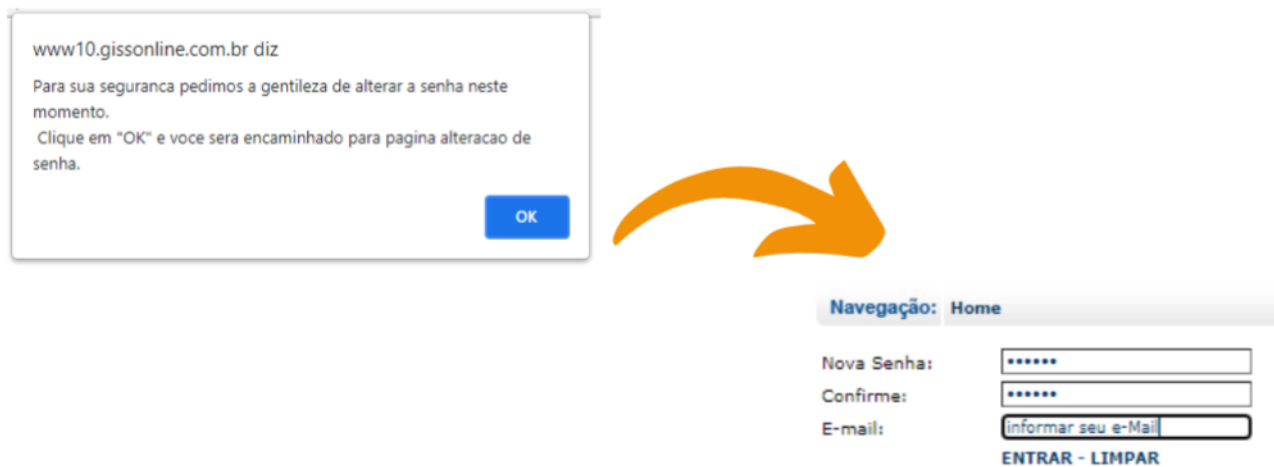 www10.gissonline.com.br diz
Para sua seguranca pedimos a gentileza de alterar a senha neste
momento.
Clique em "OK" e voce sera encaminhado para pagina alteracao de
senha.
OK
Navegação: Home
Nova Senha: ••••••
Confirme: ••••••
E-mail: informar seu e-Mail
ENTRAR - LIMPAR